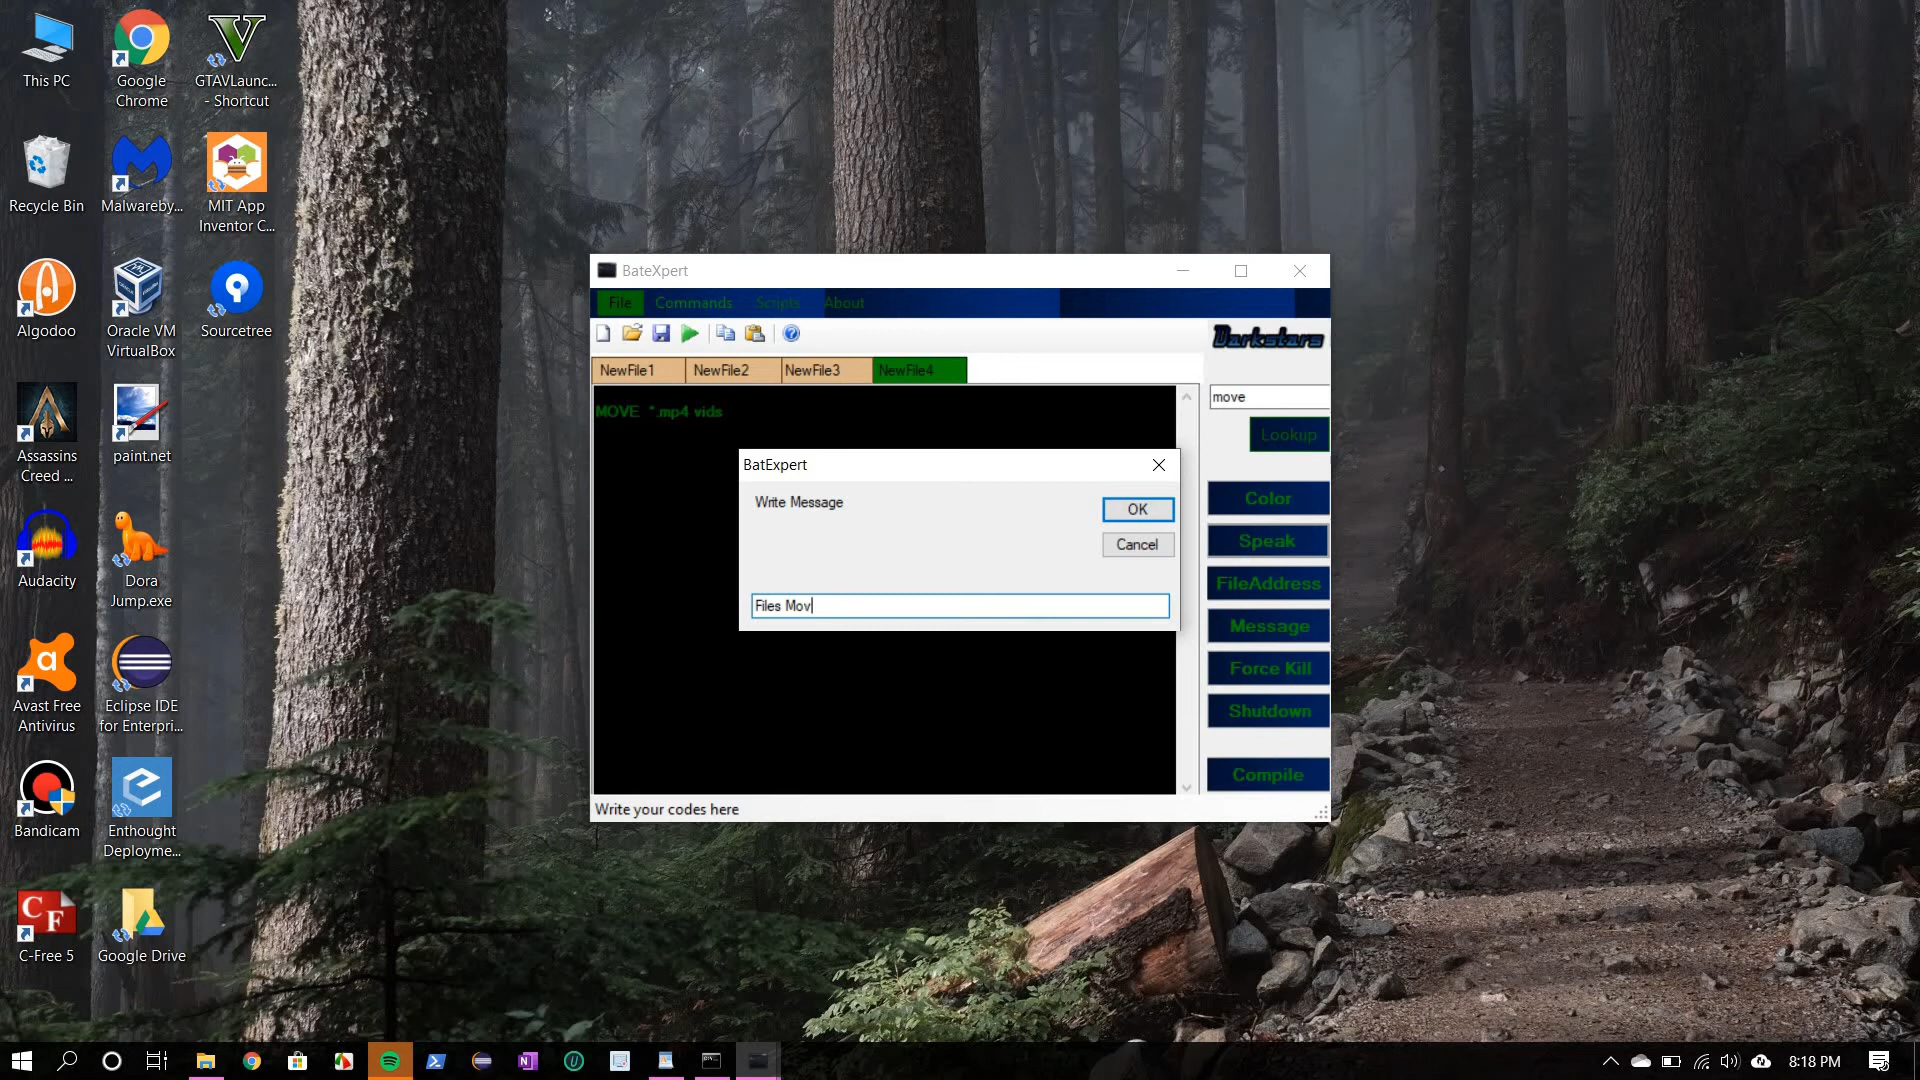 This PC
Google
Chrome
GTAVLaunc...
- Shortcut
Recycle Bin
Malwareby...
MIT App
Inventor C...
Algodoo
Oracle VM
VirtualBox
Sourcetree
Assassins
Creed ...
paint.net
Audacity
Dora
Jump.exe
Avast Free
Antivirus
Eclipse IDE
for Enterpri...
Bandicam
Enthought
Deployme...
C-Free 5
Google Drive
BateXpert
File Commands Scripts About
Darkstars
NewFile1 NewFile2 NewFile3 NewFile4
MOVE *.mp4 vids
move
Lookup
BatExpert
Write Message
OK
Cancel
Files Mov
Color
Speak
FileAddress
Message
Force Kill
Shutdown
Compile
Write your codes here
8:18 PM